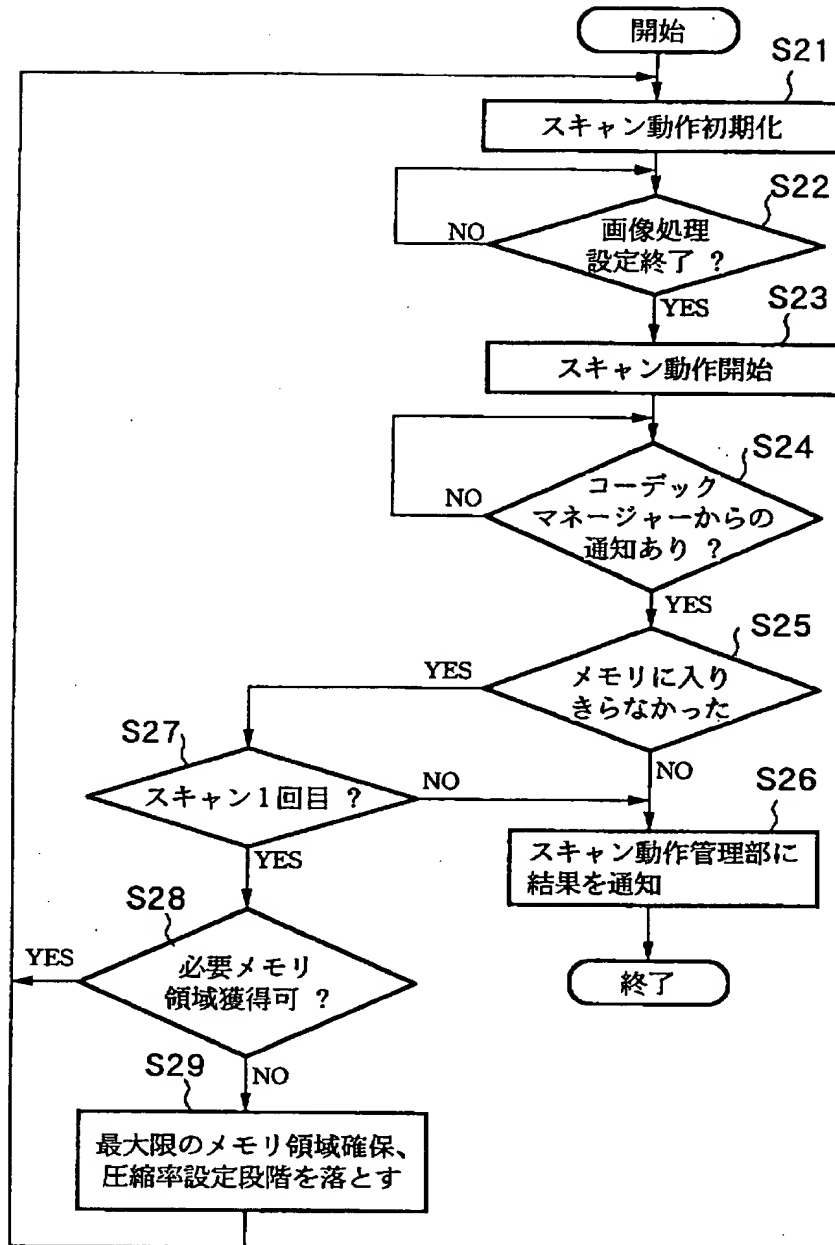 開始
S21
スキャン動作初期化
S22
NO
画像処理
設定終了 ?
YES
S23
スキャン動作開始
S24
NO
コーデック
マネージャーからの
通知あり ?
YES
S25
YES
メモリに入り
きらなかった
NO
S27
スキャン1回目 ?
NO
S26
スキャン動作管理部に
結果を通知
YES
S28
YES
必要メモリ
領域獲得可 ?
終了
S29
NO
最大限のメモリ領域確保、
圧縮率設定段階を落とす